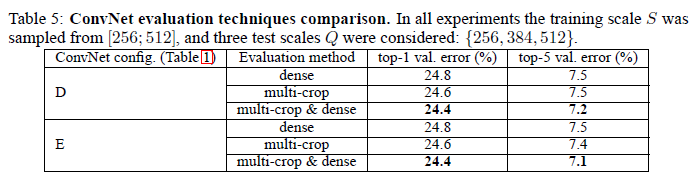 Table 5: ConvNet evaluation techniques comparison. In all experiments the training scale S was
sampled from [256; 512], and three test scales Q were considered: {256, 384, 512}.
ConvNet config. (Table 1) Evaluation method top-1 val. error (%) top-5 val. error (%)
D dense 24.8 7.5
multi-crop 24.6 7.5
multi-crop & dense 24.4 7.2
E dense 24.8 7.5
multi-crop 24.6 7.4
multi-crop & dense 24.4 7.1